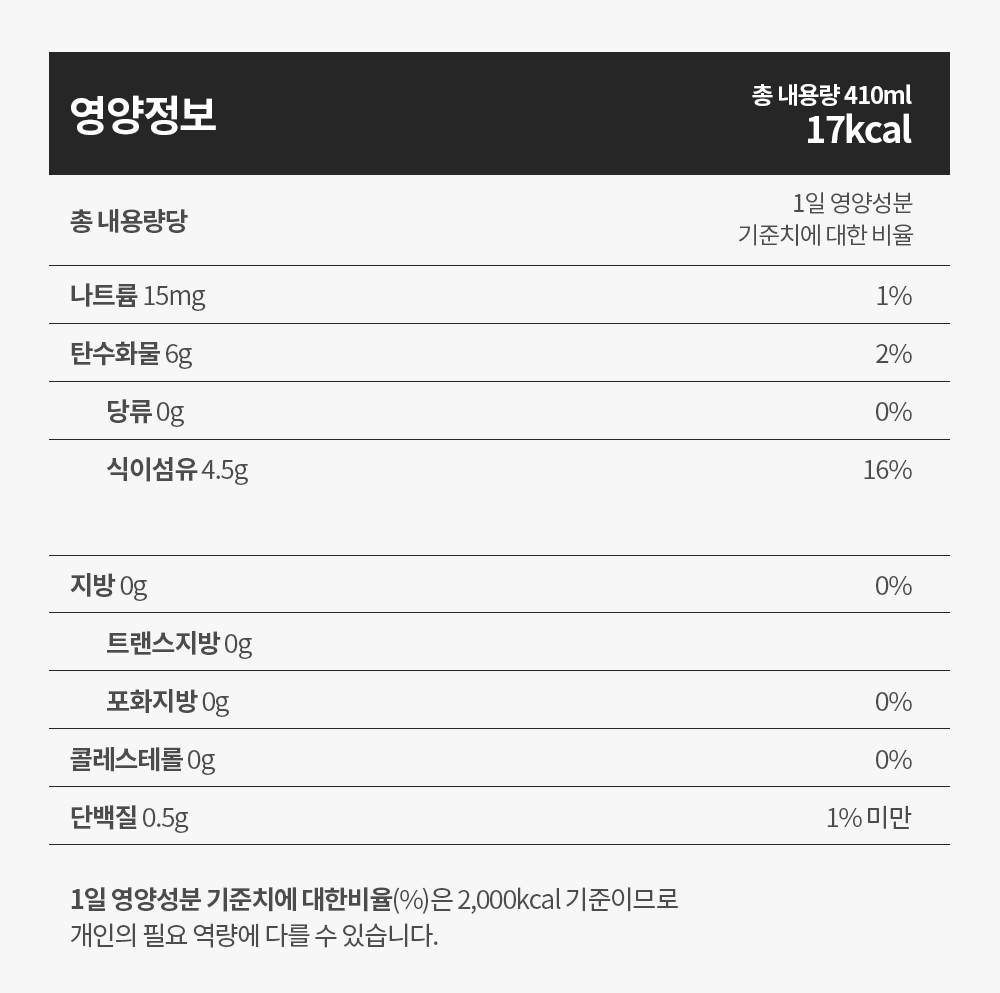 영양정보
총 내용량 410ml
17kcal
총 내용량당
1일 영양성분
기준치에 대한 비율
나트륨 15mg 1%
탄수화물 6g 2%
당류 0g 0%
식이섬유 4.5g 16%
지방 0g 0%
트랜스지방 0g
포화지방 0g 0%
콜레스테롤 0g 0%
단백질 0.5g 1% 미만
1일 영양성분 기준치에 대한비율(%)은 2,000kcal 기준이므로
개인의 필요 역량에 다를 수 있습니다.